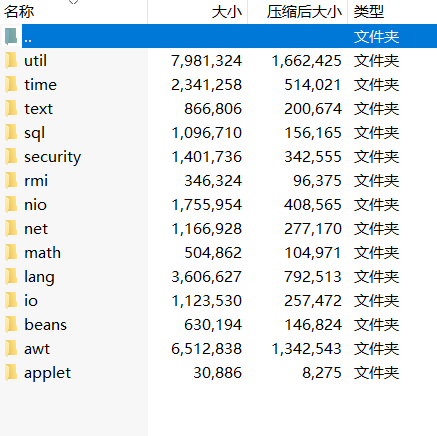 名称 大小 压缩后大小 类型
.. 文件夹
util 7,981,324 1,662,425 文件夹
time 2,341,258 514,021 文件夹
text 866,806 200,674 文件夹
sql 1,096,710 156,165 文件夹
security 1,401,736 342,555 文件夹
rmi 346,324 96,375 文件夹
nio 1,755,954 408,565 文件夹
net 1,166,928 277,170 文件夹
math 504,862 104,971 文件夹
lang 3,606,627 792,513 文件夹
io 1,123,530 257,472 文件夹
beans 630,194 146,824 文件夹
awt 6,512,838 1,342,543 文件夹
applet 30,886 8,275 文件夹